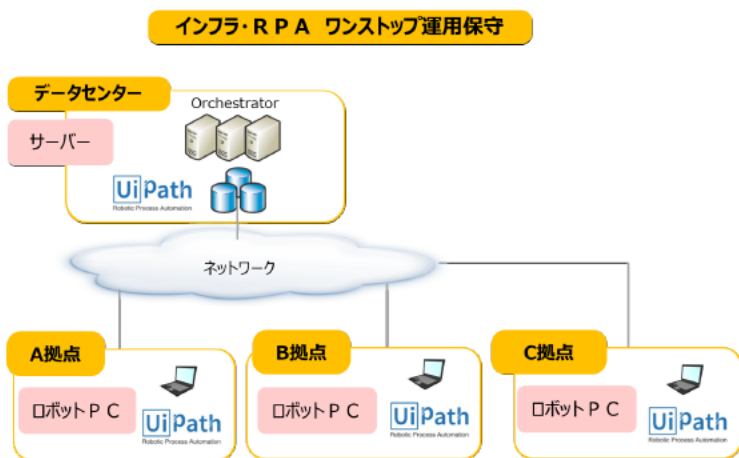 インフラ・ＲＰＡ ワンストップ運用保守
データセンター
Orchestrator
サーバー
UiPath
Robotic Process Automation
ネットワーク
A拠点
ロボットＰＣ
UiPath
Robotic Process Automation
B拠点
ロボットＰＣ
UiPath
Robotic Process Automation
C拠点
ロボットＰＣ
UiPath
Robotic Process Automation